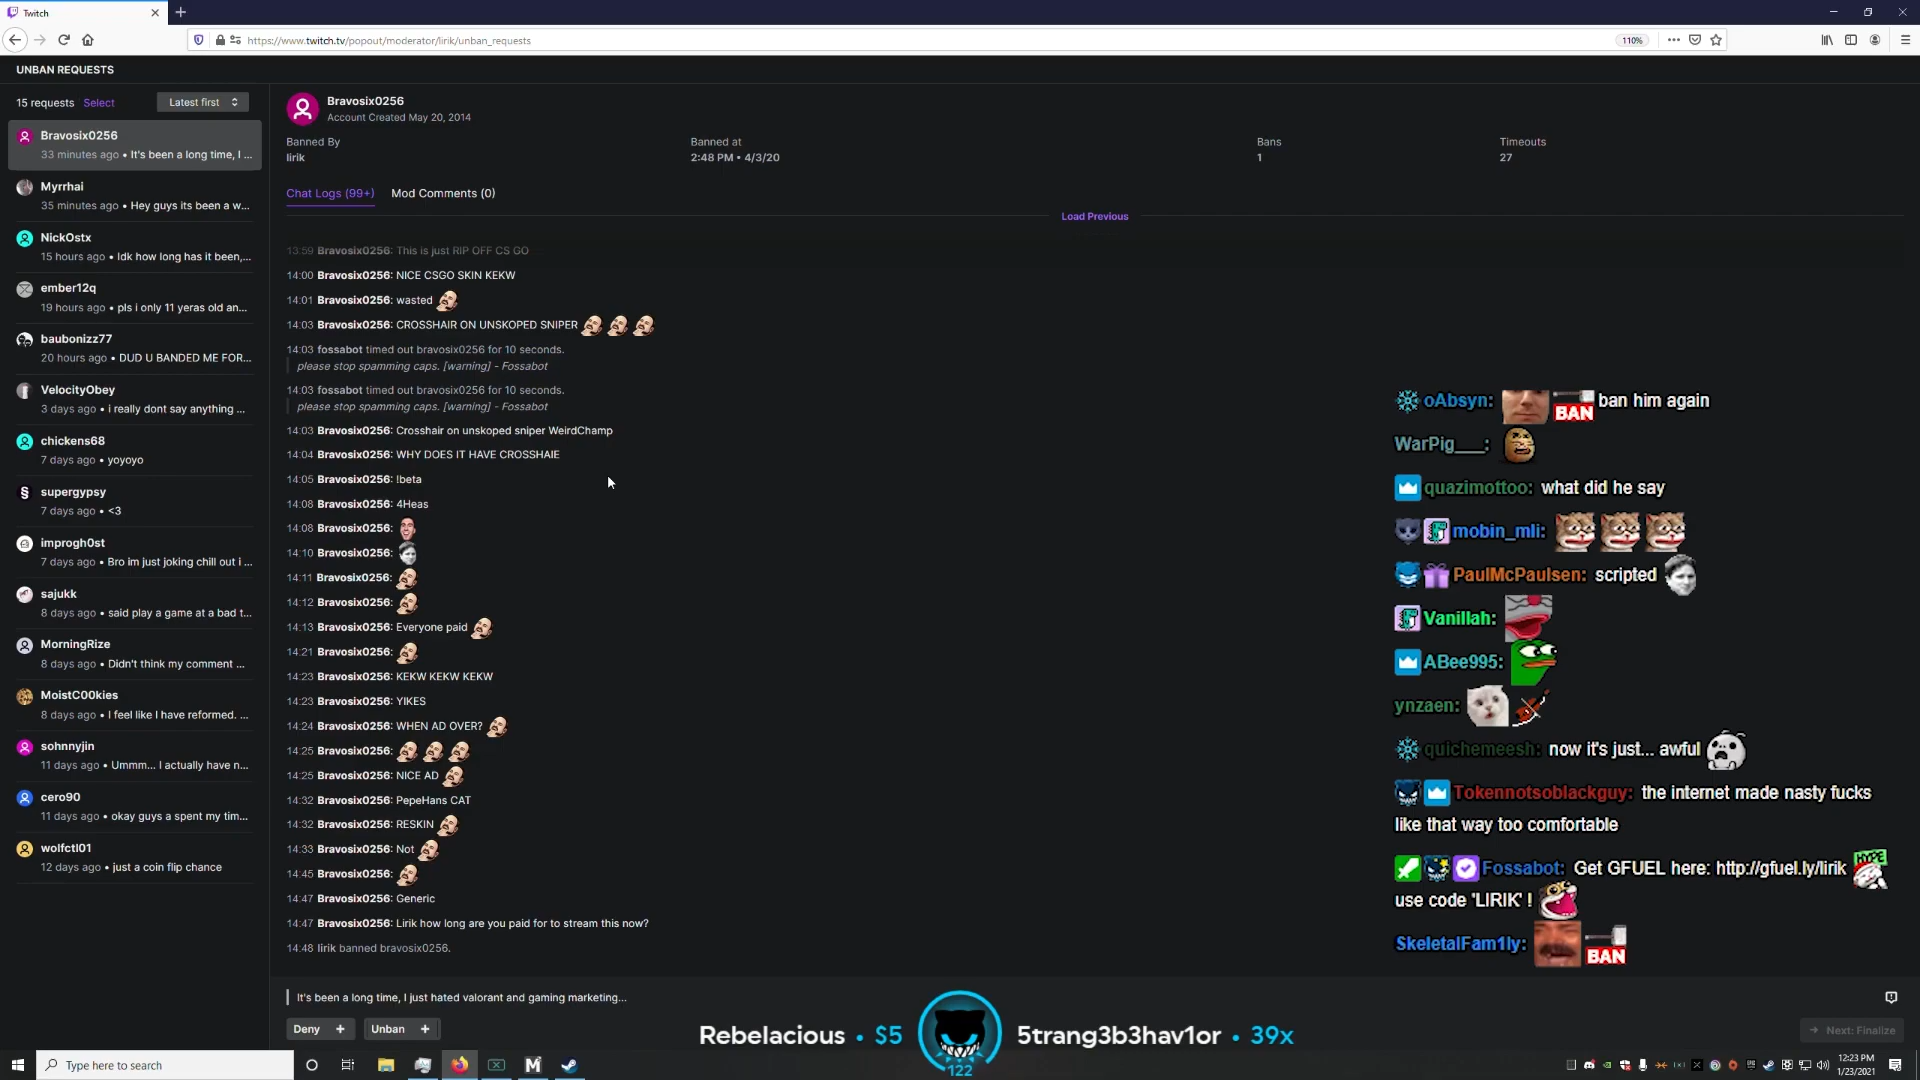 Twitch
https://www.twitch.tv/popout/moderator/lirik/unban_requests
110%
UNBAN REQUESTS
15 requests Select Latest first
Bravosix0256
33 minutes ago • It's been a long time, I ...
Myrrhai
35 minutes ago • Hey guys its been a w...
NickOstx
15 hours ago • Idk how long has it been,...
ember12q
19 hours ago • pls i only 11 yeras old an...
baubonizz77
20 hours ago • DUD U BANDED ME FOR...
VelocityObey
3 days ago • i really dont say anything ...
chickens68
7 days ago • yoyoyo
supergypsy
7 days ago • <3
improgh0st
7 days ago • Bro im just joking chill out i ...
sajukk
8 days ago • said play a game at a bad t...
MorningRize
8 days ago • Didn't think my comment ...
MoistC00kies
8 days ago • I feel like I have reformed. ...
sohnnyjin
11 days ago • Ummm... I actually have n...
cero90
11 days ago • okay guys a spent my tim...
wolfctl01
12 days ago • just a coin flip chance
Bravosix0256
Account Created May 20, 2014
Banned By Banned at Bans Timeouts
lirik 2:48 PM • 4/3/20 1 27
Chat Logs (99+) Mod Comments (0)
Load Previous
13:59 Bravosix0256: This is just RIP OFF CS GO
14:00 Bravosix0256: NICE CSGO SKIN KEKW
14:01 Bravosix0256: wasted
14:03 Bravosix0256: CROSSHAIR ON UNSKOPED SNIPER
14:03 fossabot timed out bravosix0256 for 10 seconds.
please stop spamming caps. [warning] - Fossabot
14:03 fossabot timed out bravosix0256 for 10 seconds.
please stop spamming caps. [warning] - Fossabot
14:03 Bravosix0256: Crosshair on unskoped sniper WeirdChamp
14:04 Bravosix0256: WHY DOES IT HAVE CROSSHAIE
14:05 Bravosix0256: !beta
14:08 Bravosix0256: 4Heas
14:08 Bravosix0256:
14:10 Bravosix0256:
14:11 Bravosix0256:
14:12 Bravosix0256:
14:13 Bravosix0256: Everyone paid
14:21 Bravosix0256:
14:23 Bravosix0256: KEKW KEKW KEKW
14:23 Bravosix0256: YIKES
14:24 Bravosix0256: WHEN AD OVER?
14:25 Bravosix0256:
14:25 Bravosix0256: NICE AD
14:32 Bravosix0256: PepeHans CAT
14:32 Bravosix0256: RESKIN
14:33 Bravosix0256: Not
14:45 Bravosix0256:
14:47 Bravosix0256: Generic
14:47 Bravosix0256: Lirik how long are you paid for to stream this now?
14:48 lirik banned bravosix0256.
It's been a long time, I just hated valorant and gaming marketing...
Deny + Unban +
Next: Finalize
oAbsyn: BAN ban him again
WarPig___:
quazimottoo: what did he say
mobin_mli:
PaulMcPaulsen: scripted
Vanillah:
ABee995:
ynzaen:
quichemeesh: now it's just... awful
Tokennotsoblackguy: the internet made nasty fucks
like that way too comfortable
Fossabot: Get GFUEL here: http://gfuel.ly/lirik HYPE
use code 'LIRIK' !
SkeletalFam1ly: BAN
Rebelacious • $5 122 5trang3b3hav1or • 39x
Type here to search
12:23 PM
1/23/2021